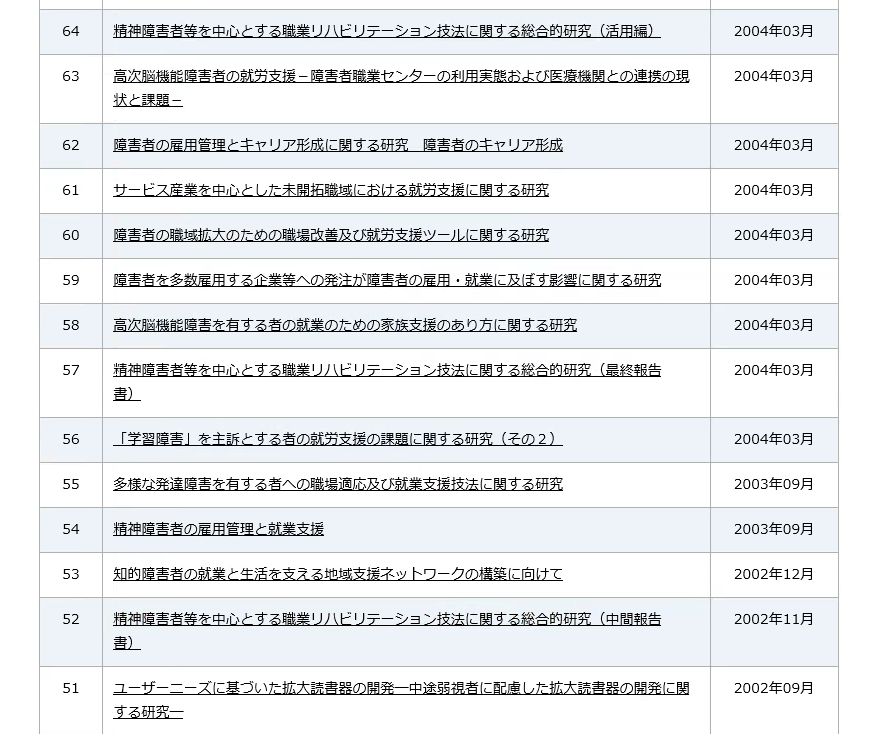 64 精神障害者等を中心とする職業リハビリテーション技法に関する総合的研究（活用編） 2004年03月
63 高次脳機能障害者の就労支援－障害者職業センターの利用実態および医療機関との連携の現 2004年03月
状と課題－
62 障害者の雇用管理とキャリア形成に関する研究　障害者のキャリア形成 2004年03月
61 サービス産業を中心とした未開拓職域における就労支援に関する研究 2004年03月
60 障害者の職域拡大のための職場改善及び就労支援ツールに関する研究 2004年03月
59 障害者を多数雇用する企業等への発注が障害者の雇用・就業に及ぼす影響に関する研究 2004年03月
58 高次脳機能障害を有する者の就業のための家族支援のあり方に関する研究 2004年03月
57 精神障害者等を中心とする職業リハビリテーション技法に関する総合的研究（最終報告 2004年03月
書）
56 「学習障害」を主訴とする者の就労支援の課題に関する研究（その２） 2004年03月
55 多様な発達障害を有する者への職場適応及び就業支援技法に関する研究 2003年09月
54 精神障害者の雇用管理と就業支援 2003年09月
53 知的障害者の就業と生活を支える地域支援ネットワークの構築に向けて 2002年12月
52 精神障害者等を中心とする職業リハビリテーション技法に関する総合的研究（中間報告 2002年11月
書）
51 ユーザーニーズに基づいた拡大読書器の開発―中途弱視者に配慮した拡大読書器の開発に関 2002年09月
する研究―